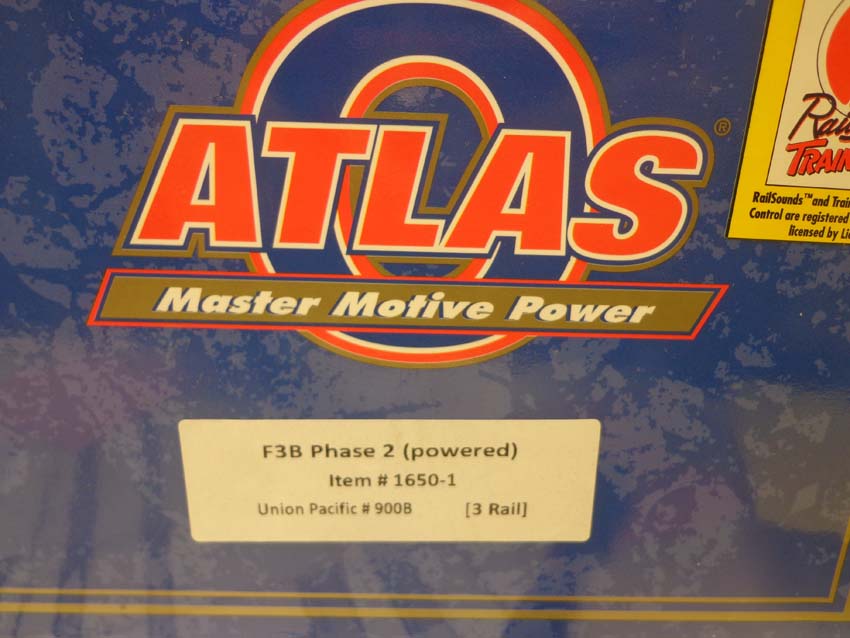 ATLAS ®
Master Motive Power
TRAIN
RailSounds™ and
Control are registered
licensed by
F3B Phase 2 (powered)
Item # 1650-1
Union Pacific # 900B [3 Rail]